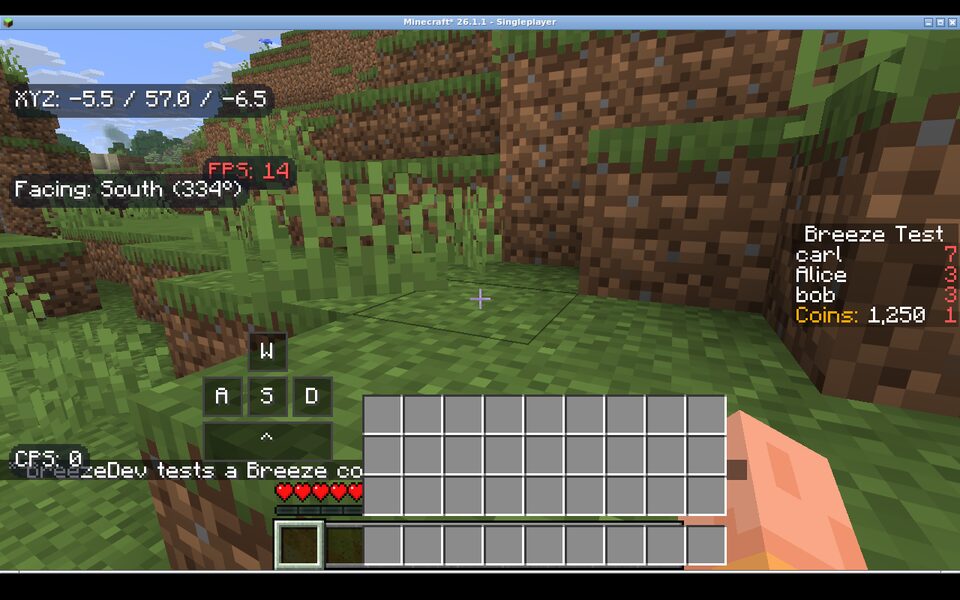 Minecraft* 26.1.1 - Singleplayer
XYZ: -5.5 / 57.0 / -6.5
FPS: 14
Facing: South (334º)
Breeze Test
carl 7
Alice 3
bob 3
Coins: 1,250 1
W
A S D
^
CPS: 0
BreezeDev tests a Breeze co